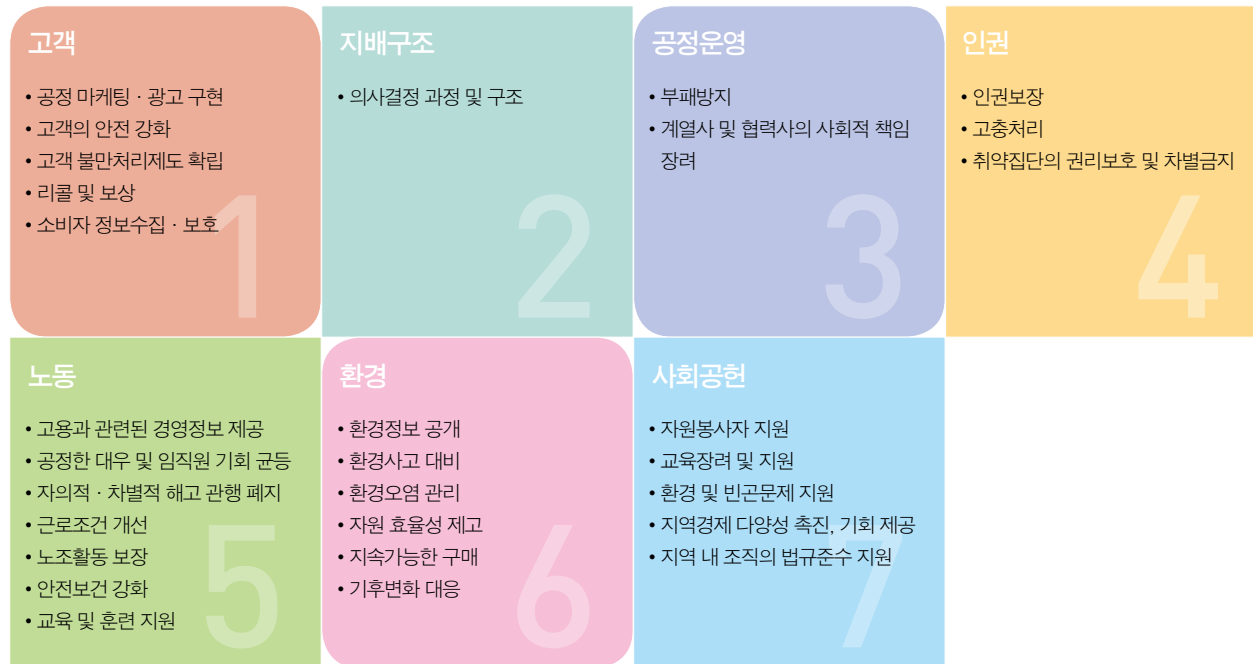 고객
• 공정 마케팅 · 광고 구현
• 고객의 안전 강화
• 고객 불만처리제도 확립
• 리콜 및 보상
• 소비자 정보수집 · 보호
1
지배구조
• 의사결정 과정 및 구조
2
공정운영
• 부패방지
• 계열사 및 협력사의 사회적 책임
장려
3
인권
• 인권보장
• 고충처리
• 취약집단의 권리보호 및 차별금지
4
노동
• 고용과 관련된 경영정보 제공
• 공정한 대우 및 임직원 기회 균등
• 자의적 · 차별적 해고 관행 폐지
• 근로조건 개선
• 노조활동 보장
• 안전보건 강화
• 교육 및 훈련 지원
5
환경
• 환경정보 공개
• 환경사고 대비
• 환경오염 관리
• 자원 효율성 제고
• 지속가능한 구매
• 기후변화 대응
6
사회공헌
• 자원봉사자 지원
• 교육장려 및 지원
• 환경 및 빈곤문제 지원
• 지역경제 다양성 촉진, 기회 제공
• 지역 내 조직의 법규준수 지원
7